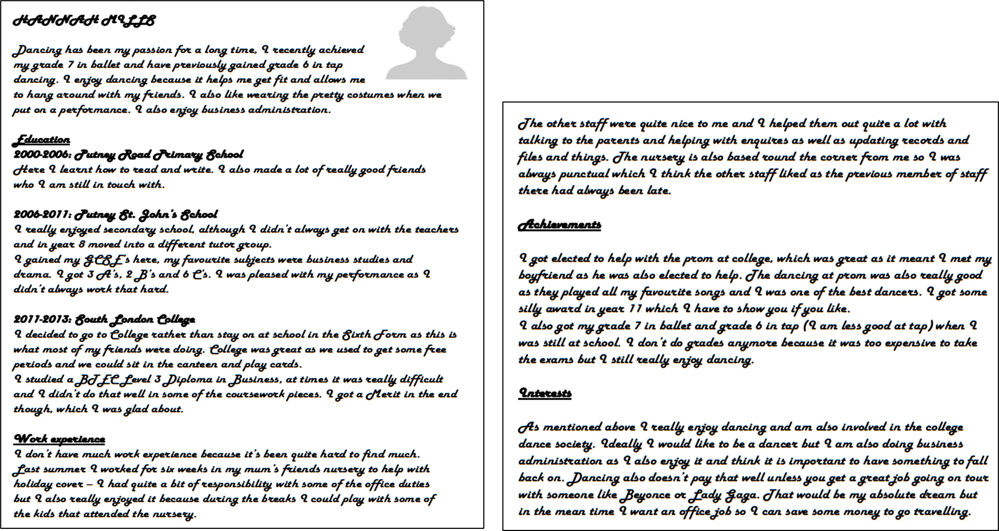 HANNAH MILLS
Dancing has been my passion for a long time, I recently achieved
my grade 7 in ballet and have previously gained grade 6 in tap
dancing. I enjoy dancing because it helps me get fit and allows me
to hang around with my friends. I also like wearing the pretty costumes when we
put on a performance. I also enjoy business administration.
Education
2000-2006: Putney Road Primary School
Here I learnt how to read and write. I also made a lot of really good friends
who I am still in touch with.
2006-2011: Putney St. John's School
I really enjoyed secondary school, although I didn't always get on with the teachers
and in year 8 moved into a different tutor group.
I gained my GCSE's here, my favourite subjects were business studies and
drama. I got 3 A's, 2 B's and 6 C's. I was pleased with my performance as I
didn't always work that hard.
2011-2013: South London College
I decided to go to College rather than stay on at school in the Sixth Form as this is
what most of my friends were doing. College was great as we used to get some free
periods and we could sit in the canteen and play cards.
I studied a BTEC Level 3 Diploma in Business, at times it was really difficult
and I didn't do that well in some of the coursework pieces. I got a Merit in the end
though, which I was glad about.
Work experience
I don't have much work experience because it's been quite hard to find much.
Last summer I worked for six weeks in my mum's friends nursery to help with
holiday cover – I had quite a bit of responsibility with some of the office duties
but I also really enjoyed it because during the breaks I could play with some of
the kids that attended the nursery.
The other staff were quite nice to me and I helped them out quite a lot with
talking to the parents and helping with enquires as well as updating records and
files and things. The nursery is also based round the corner from me so I was
always punctual which I think the other staff liked as the previous member of staff
there had always been late.
Achievements
I got elected to help with the prom at college, which was great as it meant I met my
boyfriend as he was also elected to help. The dancing at prom was also really good
as they played all my favourite songs and I was one of the best dancers. I got some
silly award in year 11 which I have to show you if you like.
I also got my grade 7 in ballet and grade 6 in tap (I am less good at tap) when I
was still at school. I don't do grades anymore because it was too expensive to take
the exams but I still really enjoy dancing.
Interests
As mentioned above I really enjoy dancing and am also involved in the college
dance society. Ideally I would like to be a dancer but I am also doing business
administration as I also enjoy it and think it is important to have something to fall
back on. Dancing also doesn't pay that well unless you get a great job going on tour
with someone like Beyonce or Lady Gaga. That would be my absolute dream but
in the mean time I want an office job so I can save some money to go travelling.